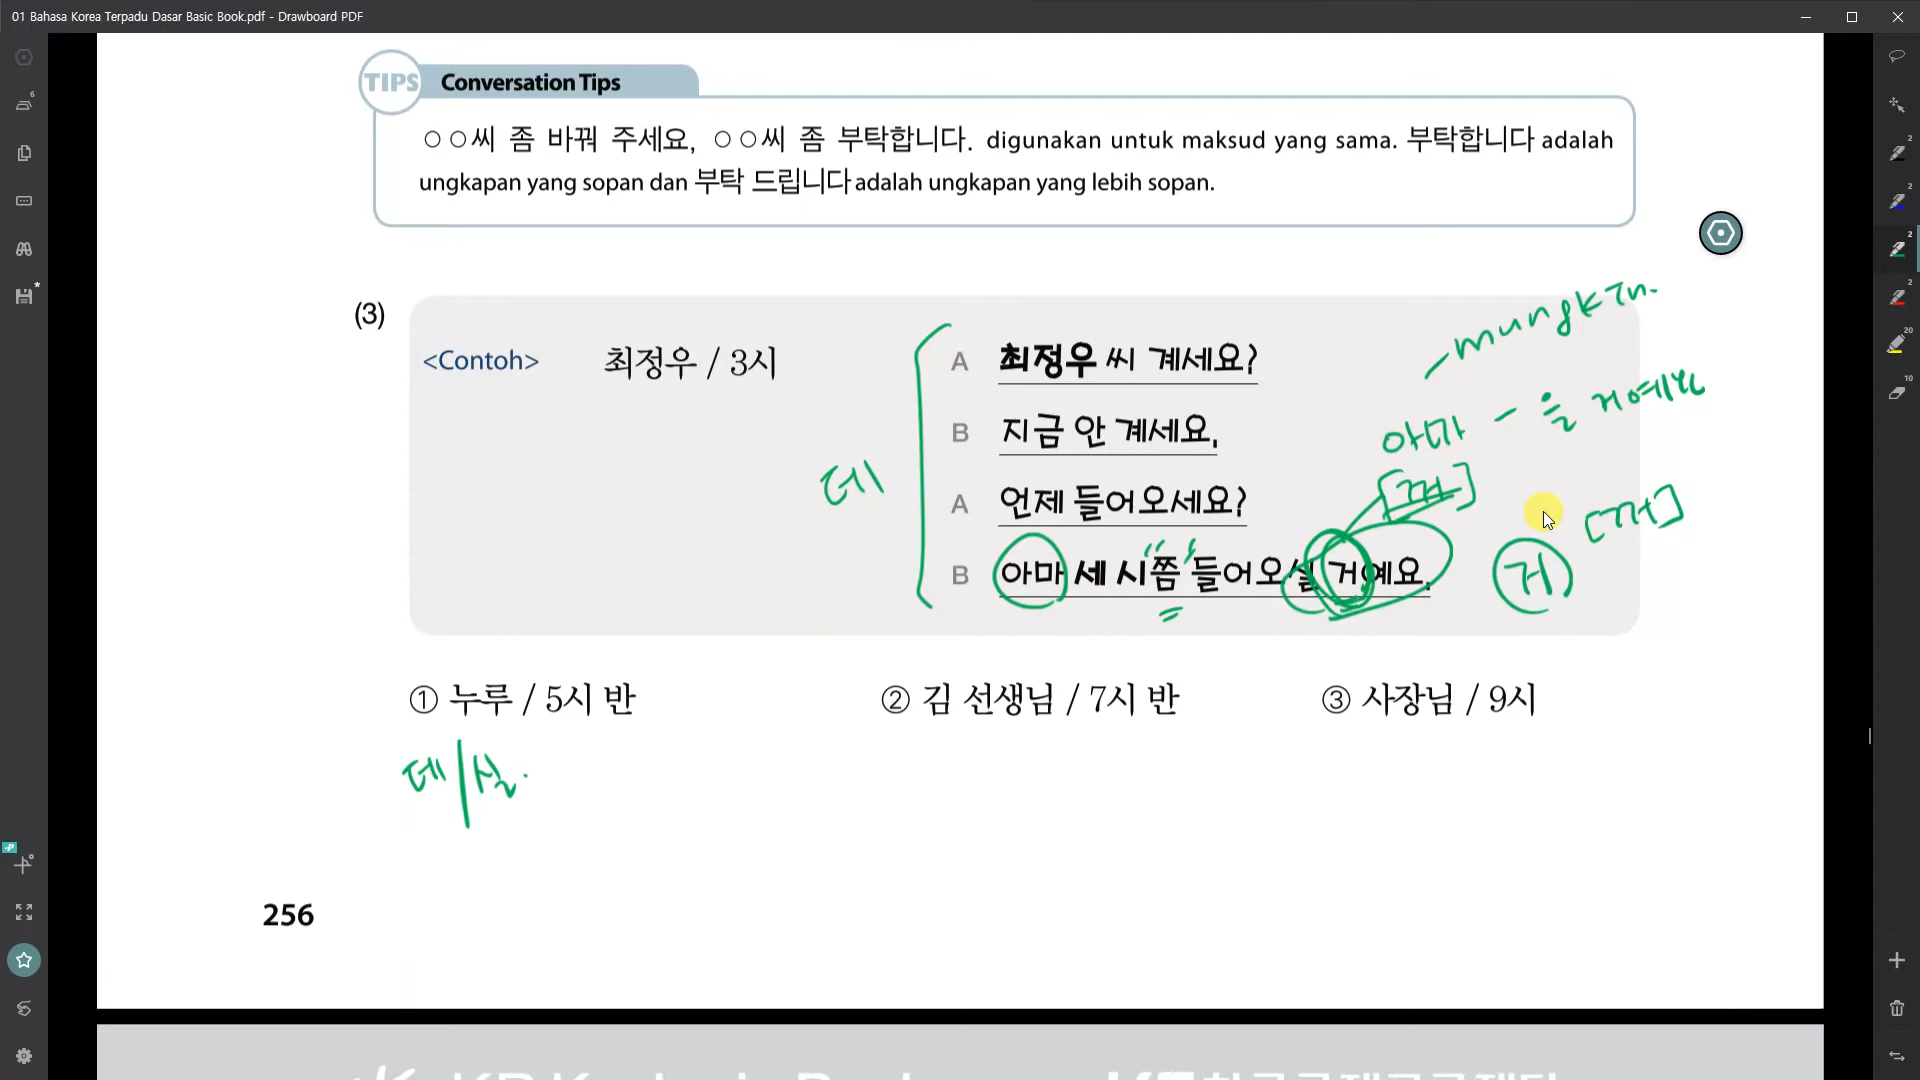 01 Bahasa Korea Terpadu Dasar Basic Book.pdf - Drawboard PDF
TIPS Conversation Tips
○○씨 좀 바꿔 주세요, ○○씨 좀 부탁합니다. digunakan untuk maksud yang sama. 부탁합니다 adalah
ungkapan yang sopan dan 부탁 드립니다 adalah ungkapan yang lebih sopan.
(3)
<Contoh> 최정우 / 3시
A 최정우 씨 계세요?
B 지금 안 계세요.
A 언제 들어오세요?
B 아마 세 시쯤 들어오실 거예요.
- mungkin.
아마 - 을 거예요
[꺼]
[꺼]
거
데
① 누루 / 5시 반 ② 김 선생님 / 7시 반 ③ 사장님 / 9시
데/실.
256